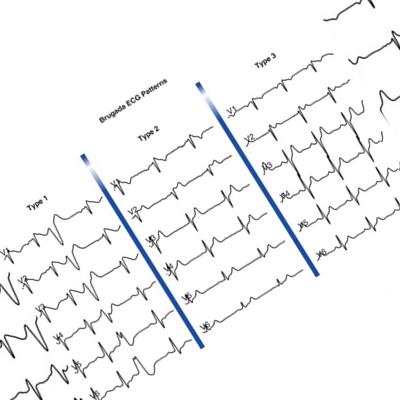 Brugada ECG Patterns
Type 1
Type 2
Type 3
V1
V2
V3
V4
V5
V6
V1
V2
V3
V4
V5
V6
V1
V2
V3
V4
V5
V6